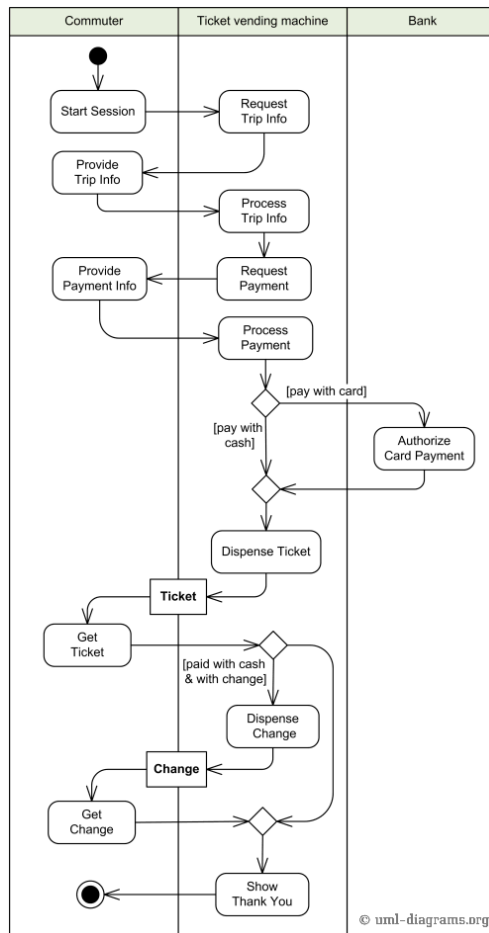 Commuter
Ticket vending machine
Bank
Start Session
Request
Trip Info
Provide
Trip Info
Process
Trip Info
Provide
Payment Info
Request
Payment
Process
Payment
[pay with card]
[pay with
cash]
Authorize
Card Payment
Dispense Ticket
Ticket
Get
Ticket
[paid with cash
& with change]
Dispense
Change
Change
Get
Change
Show
Thank You
© uml-diagrams.org